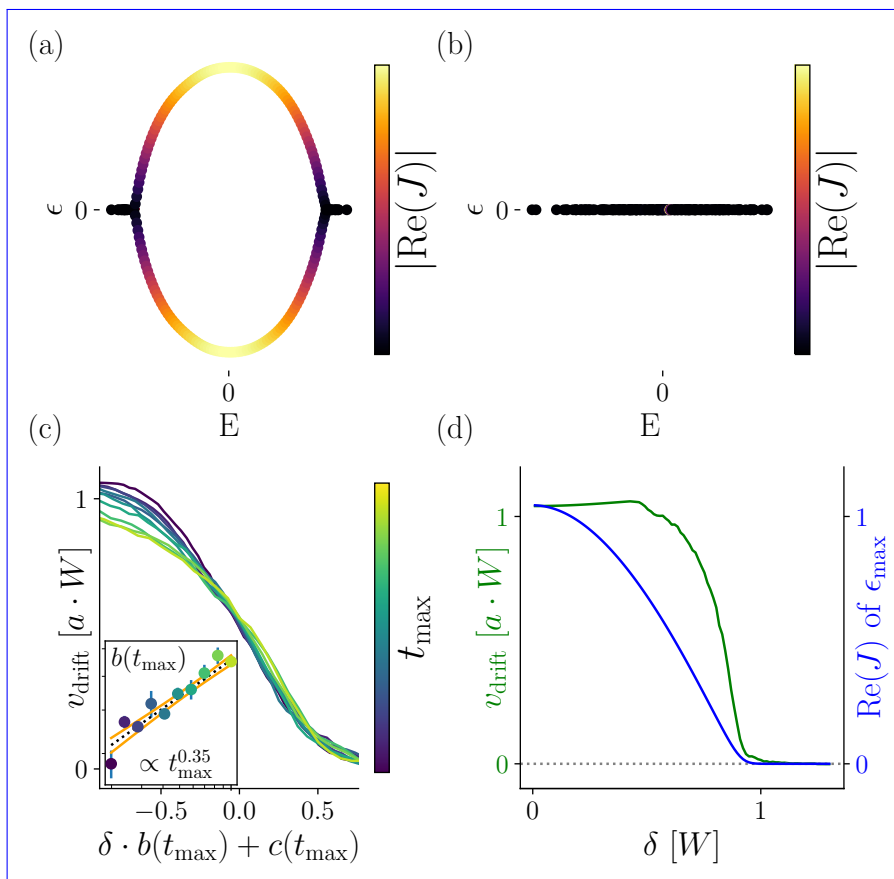 (a)
ϵ
0
0
E
|Re(J)|
(b)
ϵ
0
0
E
|Re(J)|
(c)
v_drift [a · W]
1
0
b(t_max)
∝ t_max^0.35
−0.5
0.0
0.5
δ · b(t_max) + c(t_max)
t_max
(d)
v_drift [a · W]
1
0
0
1
δ [W]
1
0
Re(J) of ϵ_max